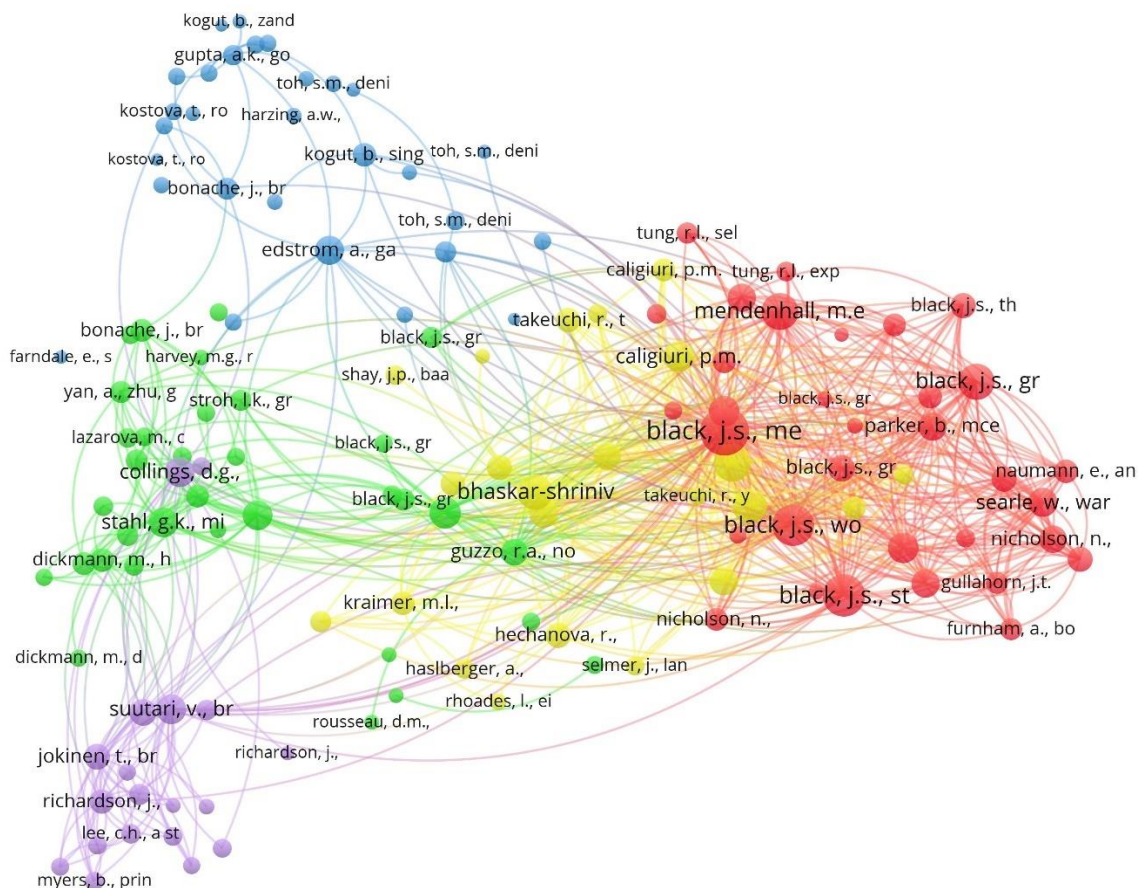 kogut, b., zand
gupta, a.k., go
toh, s.m., deni
kostova, t., ro
harzing, a.w.,
kostova, t., ro
kogut, b., sing
toh, s.m., deni
bonache, j., br
toh, s.m., deni
edstrom, a., ga
tung, r.l., sel
caligiuri, p.m.
tung, r.l., exp
mendenhall, m.e
black, j.s., th
takeuchi, r., t
bonache, j., br
black, j.s., gr
farndale, e., s
harvey, m.g., r
caligiuri, p.m.
shay, j.p., baa
black, j.s., gr
yan, a., zhu, g
stroh, l.k., gr
black, j.s., gr
parker, b., mce
black, j.s., me
lazarova, m., c
black, j.s., gr
collings, d.g.,
black, j.s., gr
naumann, e., an
bhaskar-shriniv
takeuchi, r., y
black, j.s., gr
searle, w., war
stahl, g.k., mi
black, j.s., wo
nicholson, n.,
guzzo, r.a., no
dickmann, m., h
gullahorn, j.t.
black, j.s., st
kraimer, m.l.,
nicholson, n.,
furnham, a., bo
hechanova, r.,
dickmann, m., d
haslberger, a.,
selmer, j., lan
rhoades, l., ei
suutari, v., br
rousseau, d.m.,
richardson, j.,
jokinen, t., br
richardson, j.,
lee, c.h., a st
myers, b., prin